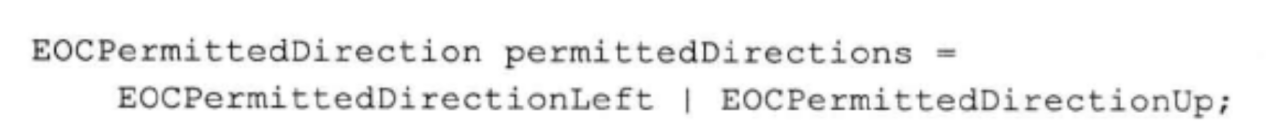 EOCPermittedDirection permittedDirections =
EOCPermittedDirectionLeft | EOCPermittedDirectionUp;